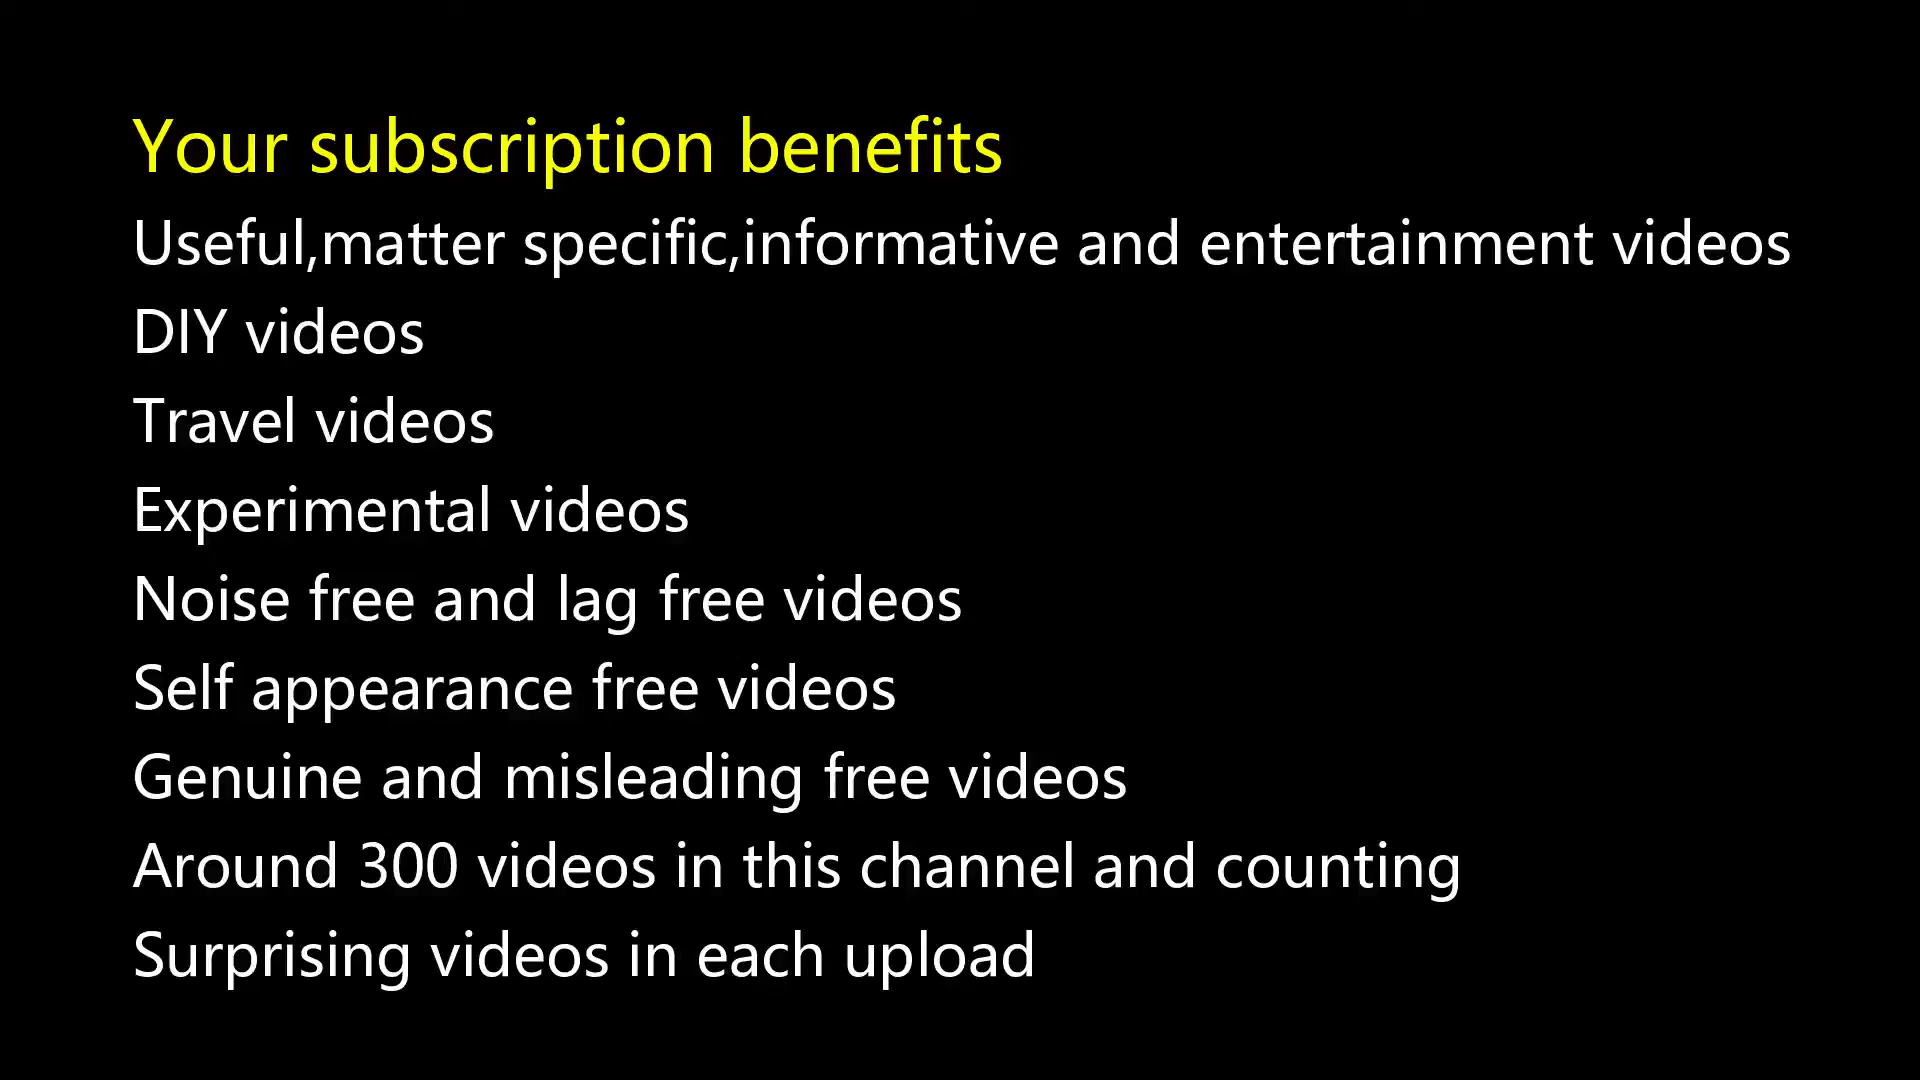 Your subscription benefits
Useful,matter specific,informative and entertainment videos
DIY videos
Travel videos
Experimental videos
Noise free and lag free videos
Self appearance free videos
Genuine and misleading free videos
Around 300 videos in this channel and counting
Surprising videos in each upload